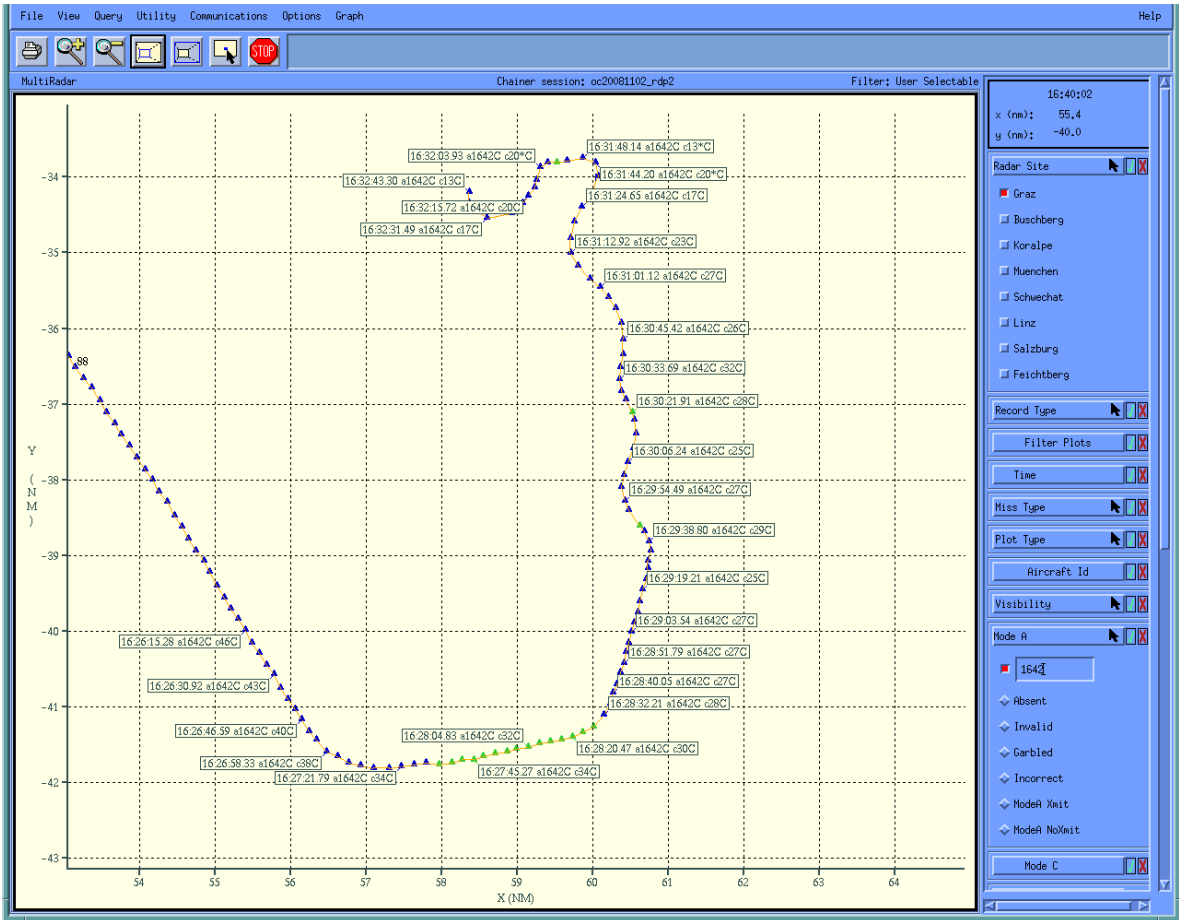 File View Query Utility Communications Options Graph Help
STOP
MultiRadar Chainer session: oc20081102_rdp2 Filter: User Selectable
16:40:02
x (nm): 55.4
y (nm): -40.0
Radar Site
Graz
Buschberg
Koralpe
Muenchen
Schwechat
Linz
Salzburg
Feichtberg
Record Type
Filter Plots
Time
Miss Type
Plot Type
Aircraft Id
Visibility
Mode A
1642
Absent
Invalid
Garbled
Incorrect
ModeA Xmit
ModeA NoXmit
Mode C
16:31:48.14 a1642C c13*C
16:32:03.93 a1642C c20*C
16:31:44.20 a1642C c20*C
16:32:43.30 a1642C c13C
16:31:24.65 a1642C c17C
16:32:15.72 a1642C c20C
16:32:31.49 a1642C c17C
16:31:12.92 a1642C c23C
16:31:01.12 a1642C c27C
16:30:45.42 a1642C c26C
16:30:33.69 a1642C c32C
16:30:21.91 a1642C c28C
16:30:06.24 a1642C c25C
16:29:54.49 a1642C c27C
16:29:38.80 a1642C c29C
16:29:19.21 a1642C c25C
16:29:03.54 a1642C c27C
16:28:51.79 a1642C c27C
16:28:40.05 a1642C c27C
16:28:32.21 a1642C c28C
16:28:20.47 a1642C c30C
16:28:04.83 a1642C c32C
16:27:45.27 a1642C c34C
16:27:21.79 a1642C c34C
16:26:58.33 a1642C c38C
16:26:46.59 a1642C c40C
16:26:30.92 a1642C c43C
16:26:15.28 a1642C c46C
88
-34
-35
-36
-37
-38
-39
-40
-41
-42
-43
Y (NM)
54 55 56 57 58 59 60 61 62 63 64
X (NM)